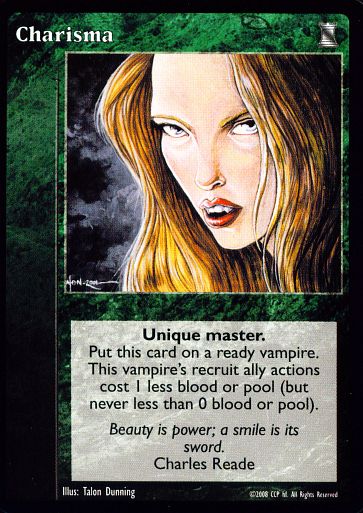 Charisma
Unique master.
Put this card on a ready vampire.
This vampire's recruit ally actions
cost 1 less blood or pool (but
never less than 0 blood or pool).
Beauty is power; a smile is its
sword.
Charles Reade
Illus: Talon Dunning
©2008 CCP hf. All Rights Reserved